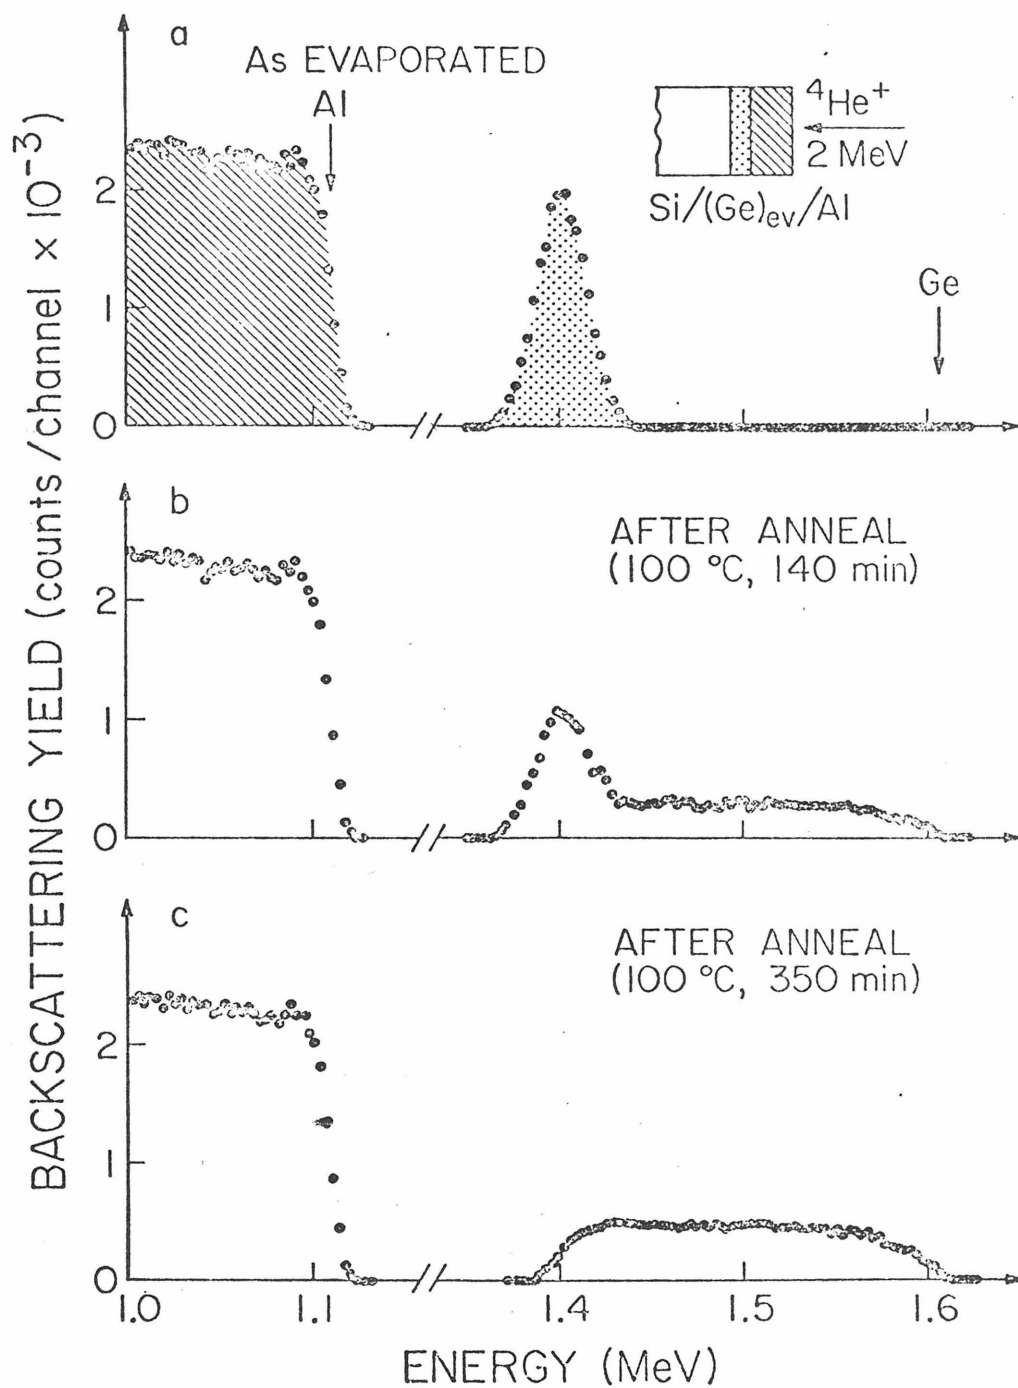 a
As EVAPORATED
Al
⁴He⁺
2 MeV
Si/(Ge)ev/Al
Ge
2
1
0
b
AFTER ANNEAL
(100 °C, 140 min)
2
1
0
c
AFTER ANNEAL
(100 °C, 350 min)
2
1
0
1.0
1.1
1.4
1.5
1.6
ENERGY (MeV)
BACKSCATTERING YIELD (counts/channel × 10⁻³)